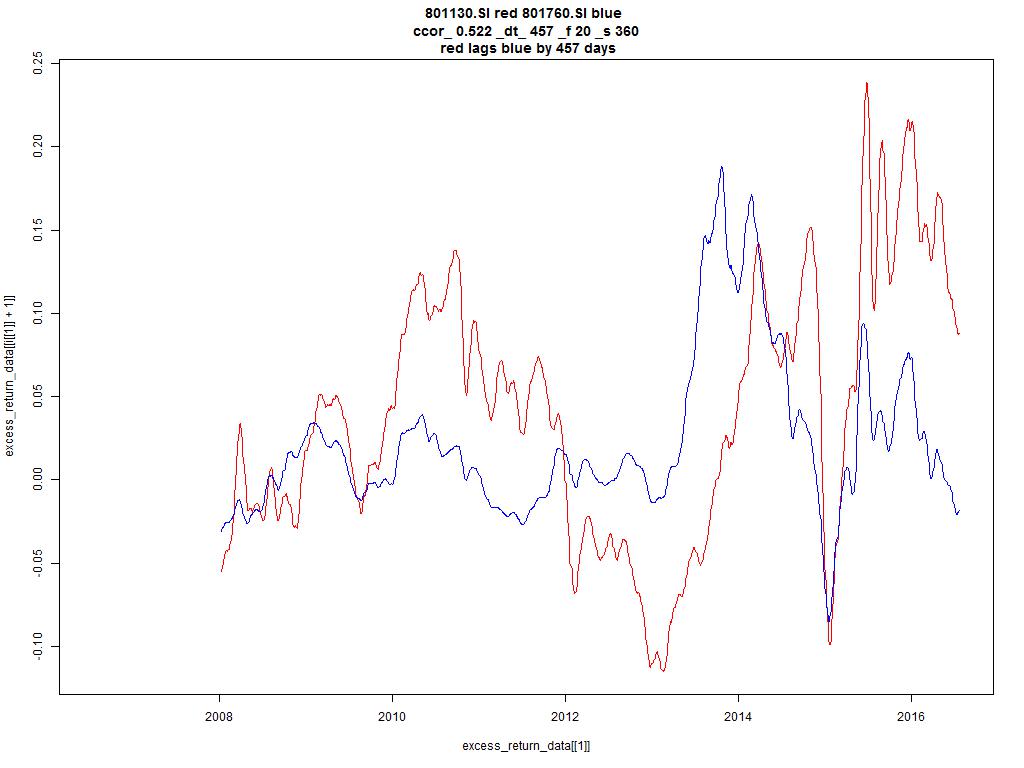 801130.SI red 801760.SI blue
ccor_ 0.522 _dt_ 457 _f 20 _s 360
red lags blue by 457 days
0.25
0.20
0.15
0.10
0.05
0.00
-0.05
-0.10
excess_return_data[[i[[1]] + 1]]
2008 2010 2012 2014 2016
excess_return_data[[1]]